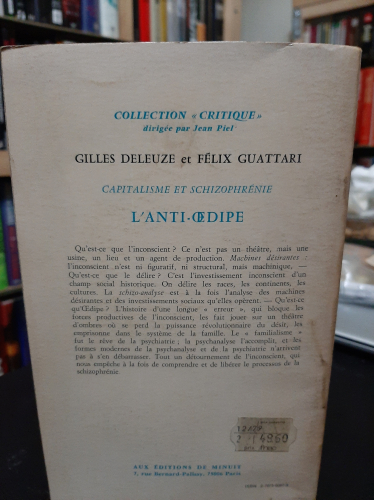 COLLECTION « CRITIQUE »
dirigée par Jean Piel
GILLES DELEUZE et FÉLIX GUATTARI
CAPITALISME ET SCHIZOPHRÉNIE
L'ANTI-ŒDIPE
Qu'est-ce que l'inconscient ? Ce n'est pas un théâtre, mais une
usine, un lieu et un agent de production. Machines désirantes :
l'inconscient n'est ni figuratif, ni structural, mais machinique. —
Qu'est-ce que le délire ? C'est l'investissement inconscient d'un
champ social historique. On délire les races, les continents, les
cultures. La schizo-analyse est à la fois l'analyse des machines
désirantes et des investissements sociaux qu'elles opèrent. — Qu'est-ce
qu'Œdipe ? L'histoire d'une longue « erreur », qui bloque les
forces productives de l'inconscient, les fait jouer sur un théâtre
d'ombres où se perd la puissance révolutionnaire du désir, les
emprisonne dans le système de la famille. Le « familialisme »
fut le rêve de la psychiatrie ; la psychanalyse l'accomplit, et les
formes modernes de la psychanalyse et de la psychiatrie n'arrivent
pas à s'en débarrasser. Tout un détournement de l'inconscient, qui
nous empêche à la fois de comprendre et de libérer le processus de la
schizophrénie
4960
AUX ÉDITIONS DE MINUIT
7, rue Bernard-Palissy, 75006 Paris